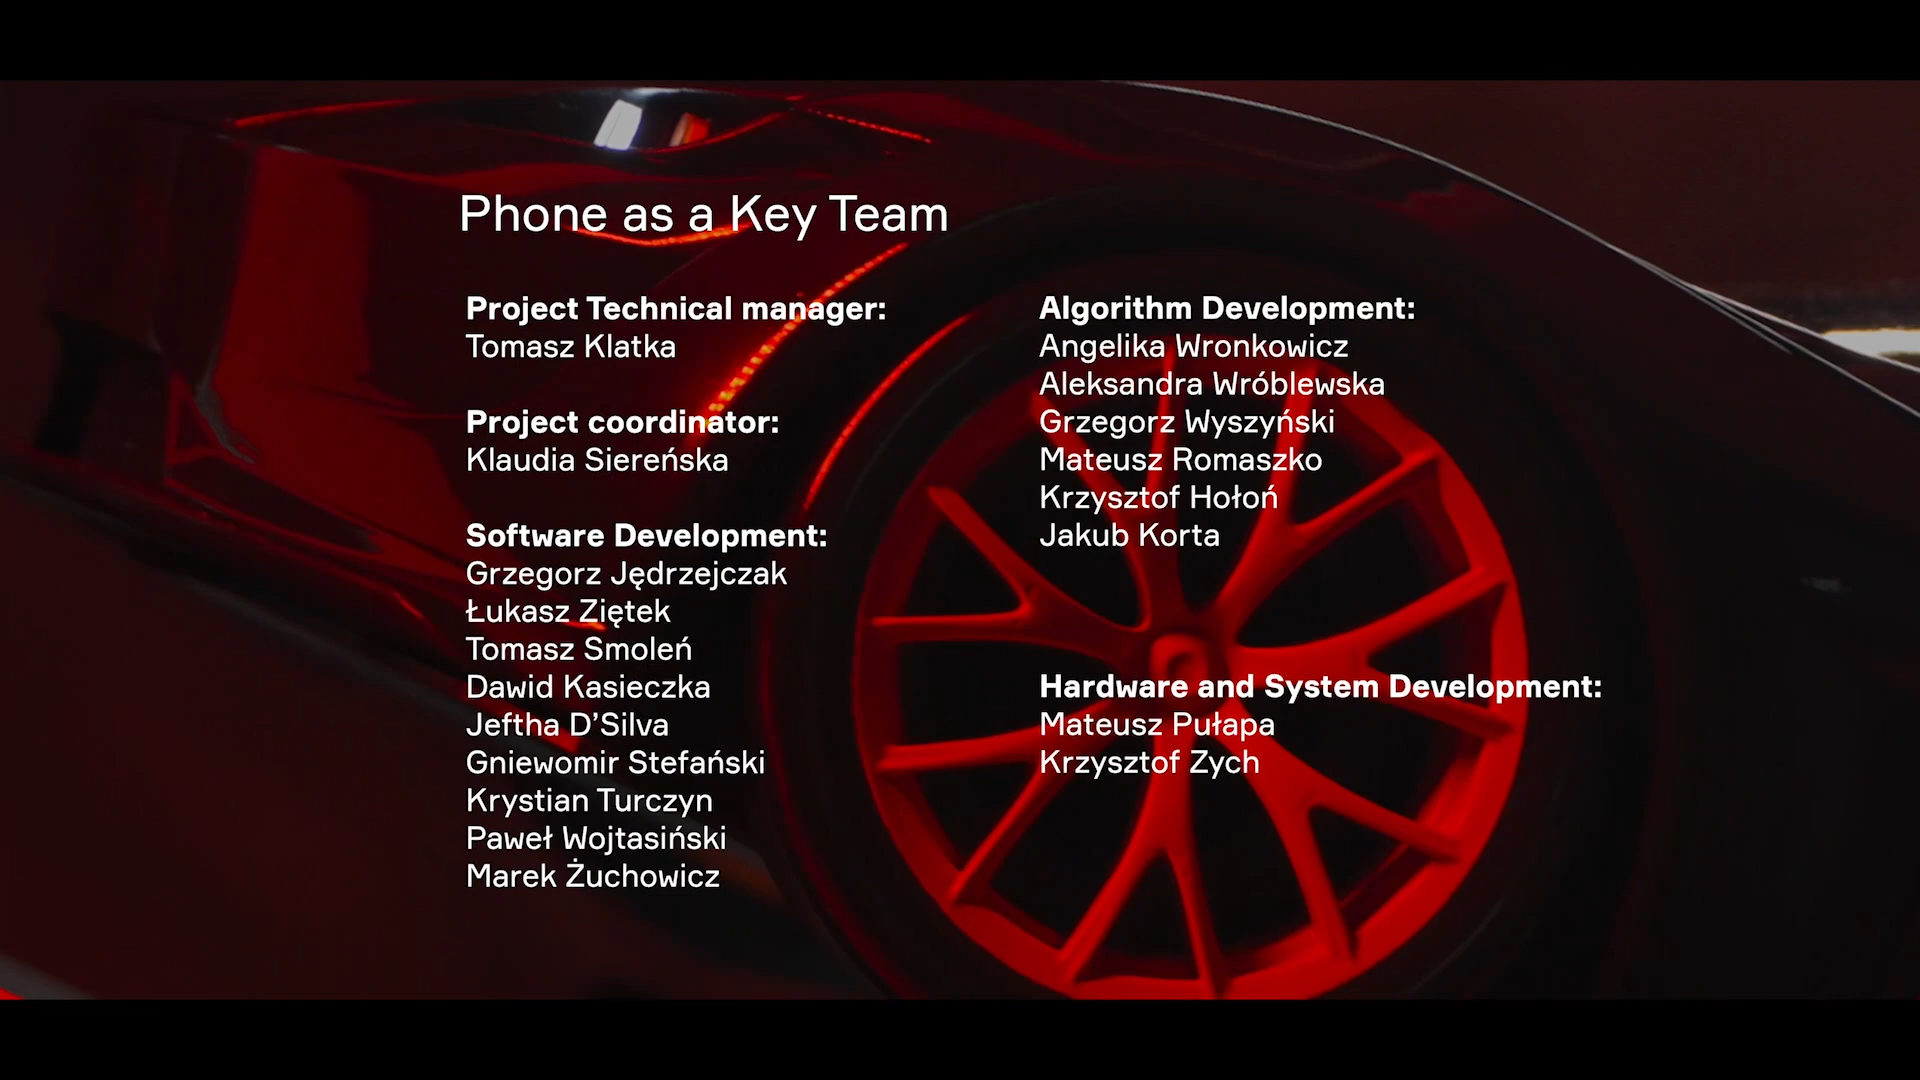 Phone as a Key Team
Project Technical manager:
Tomasz Klatka
Project coordinator:
Klaudia Siereńska
Software Development:
Grzegorz Jędrzejczak
Łukasz Ziętek
Tomasz Smoleń
Dawid Kasieczka
Jeftha D’Silva
Gniewomir Stefański
Krystian Turczyn
Paweł Wojtasiński
Marek Żuchowicz
Algorithm Development:
Angelika Wronkowicz
Aleksandra Wróblewska
Grzegorz Wyszyński
Mateusz Romaszko
Krzysztof Hołoń
Jakub Korta
Hardware and System Development:
Mateusz Pułapa
Krzysztof Zych